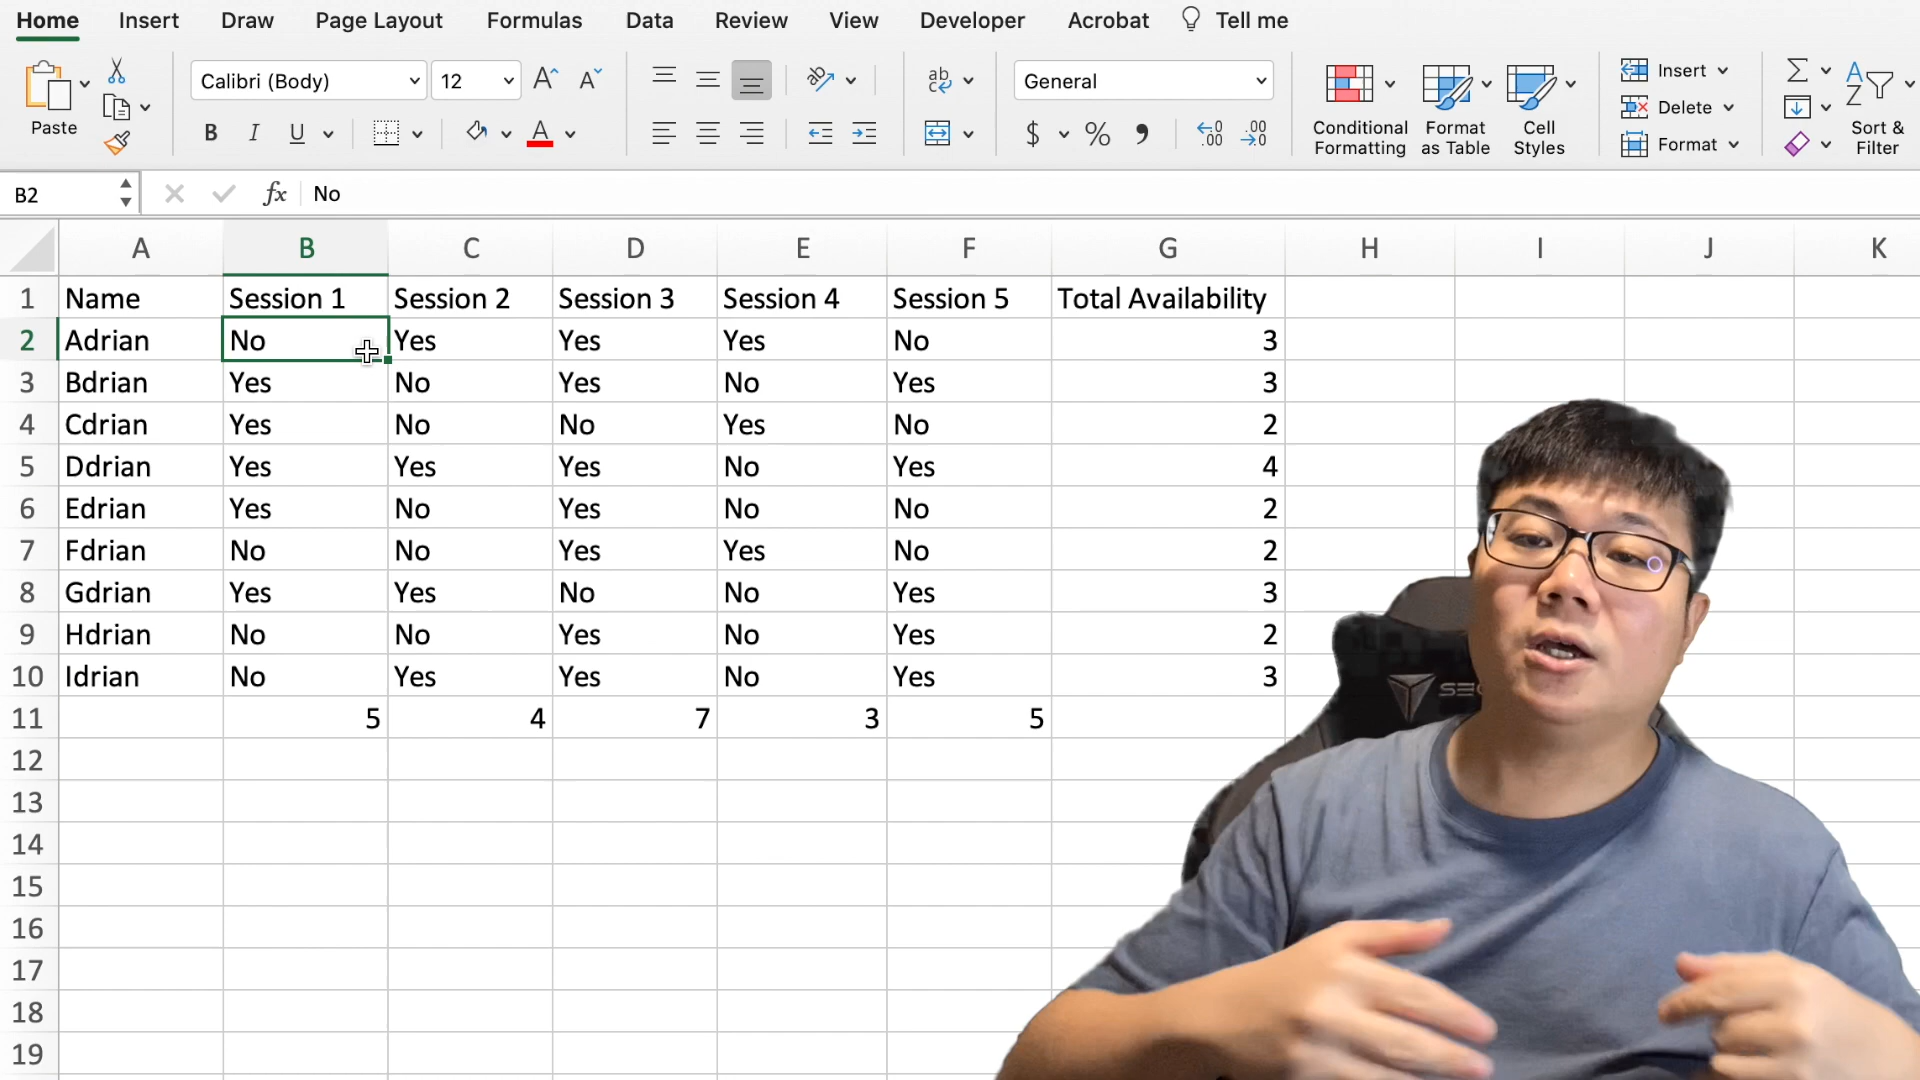 Home Insert Draw Page Layout Formulas Data Review View Developer Acrobat Tell me
Paste
Calibri (Body) 12
General
Conditional Formatting
Format as Table
Cell Styles
Insert
Delete
Format
Sort & Filter
B2 fx No
A B C D E F G H I J K
1 Name Session 1 Session 2 Session 3 Session 4 Session 5 Total Availability
2 Adrian No Yes Yes Yes No 3
3 Bdrian Yes No Yes No Yes 3
4 Cdrian Yes No No Yes No 2
5 Ddrian Yes Yes Yes No Yes 4
6 Edrian Yes No Yes No No 2
7 Fdrian No No Yes Yes No 2
8 Gdrian Yes Yes No No Yes 3
9 Hdrian No No Yes No Yes 2
10 Idrian No Yes Yes No Yes 3
11 5 4 7 3 5
12
13
14
15
16
17
18
19